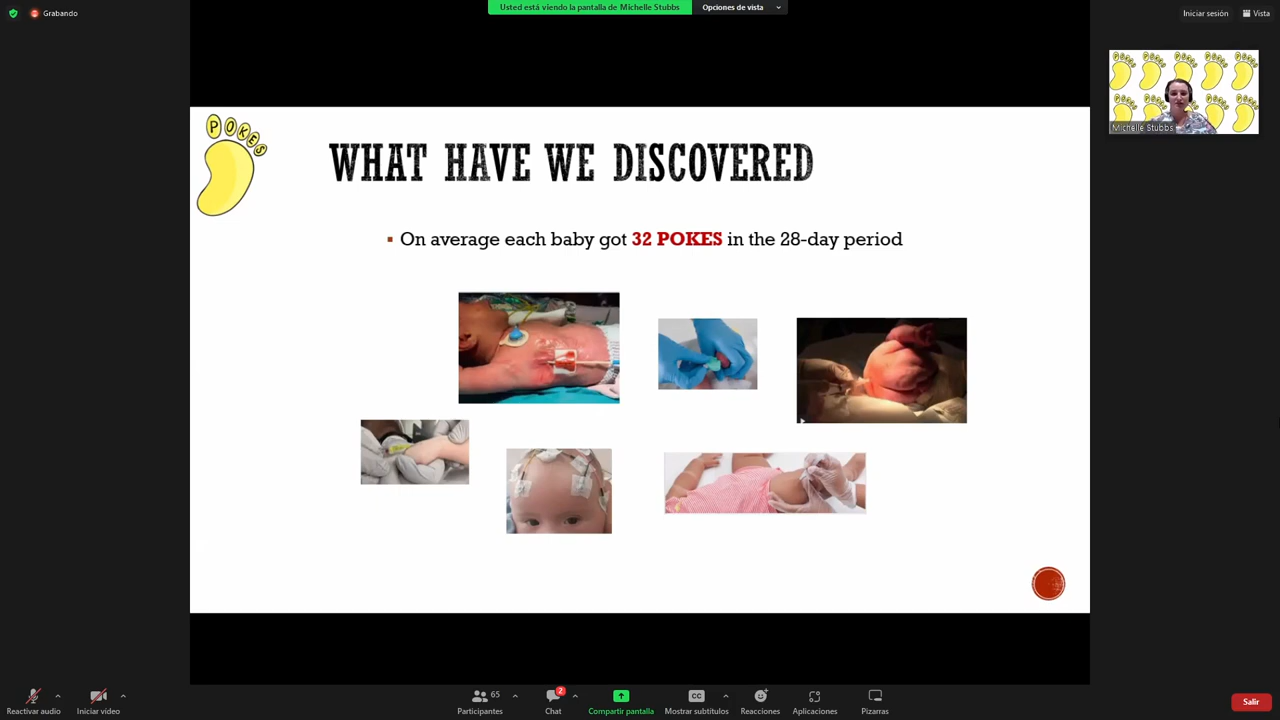 Grabando
Usted está viendo la pantalla de Michelle Stubbs
Opciones de vista
Iniciar sesión
Vista
POKES
WHAT HAVE WE DISCOVERED
Michelle Stubbs
▪ On average each baby got 32 POKES in the 28-day period
Reactivar audio
Iniciar video
65
Participantes
2
Chat
Compartir pantalla
CC
Mostrar subtítulos
Reacciones
Aplicaciones
Pizarras
Salir